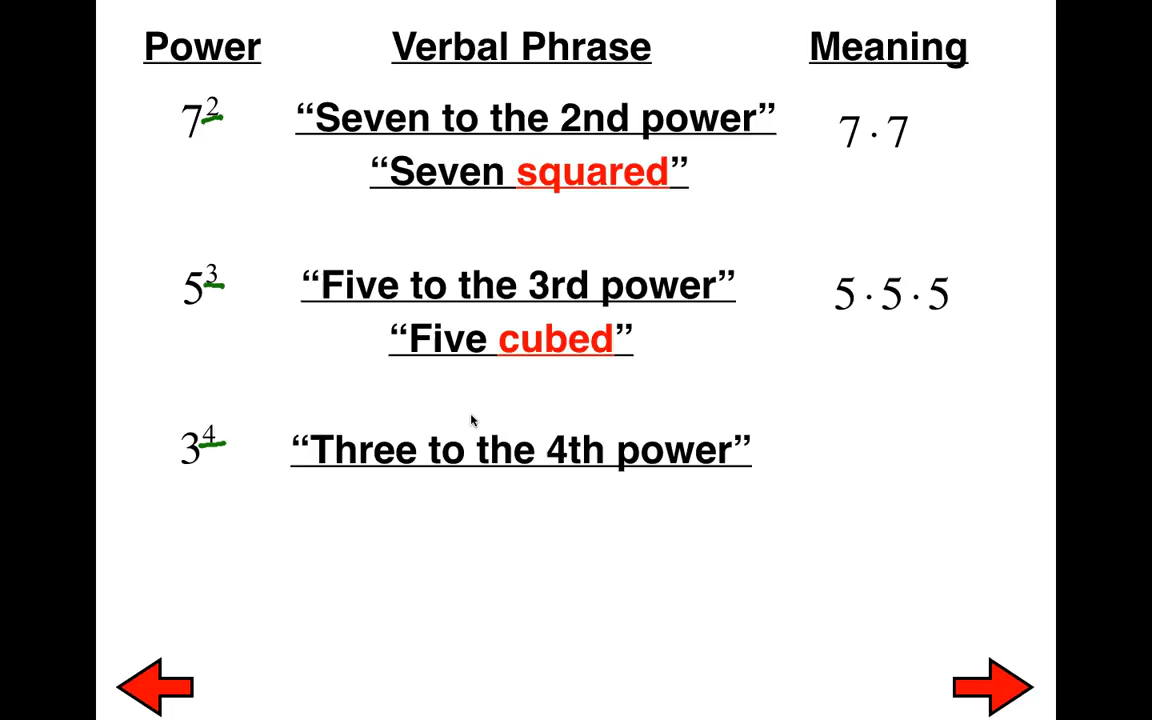 Power Verbal Phrase Meaning
7² “Seven to the 2nd power” 7 · 7
“Seven squared”
5³ “Five to the 3rd power” 5 · 5 · 5
“Five cubed”
3⁴ “Three to the 4th power”